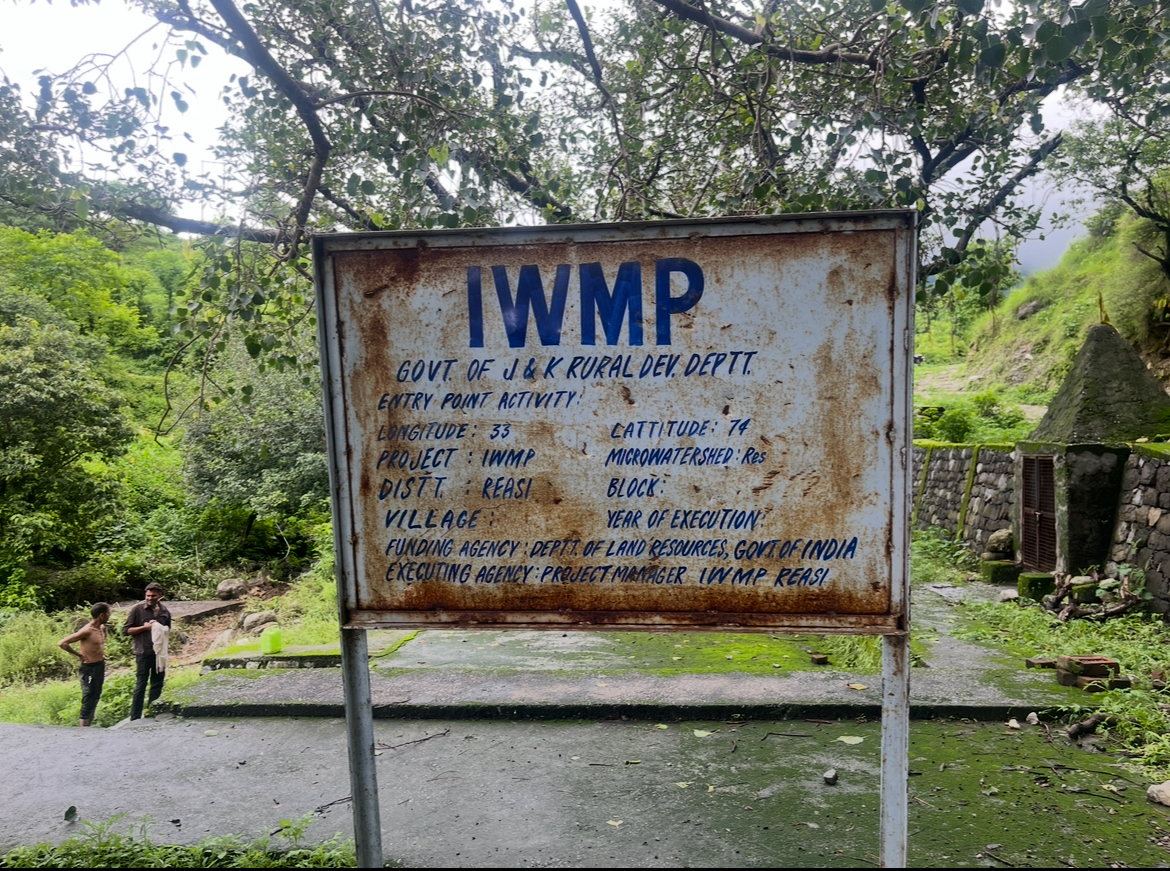 IWMP
GOVT. OF J & K RURAL DEV. DEPTT.
ENTRY POINT ACTIVITY:
LONGITUDE: 33 LATTITUDE: 74
PROJECT : IWMP MICROWATERSHED: Res
DISTT. : REASI BLOCK:
VILLAGE : YEAR OF EXECUTION:
FUNDING AGENCY : DEPTT. OF LAND RESOURCES, GOVT. OF INDIA
EXECUTING AGENCY: PROJECT MANAGER IWMP REASI